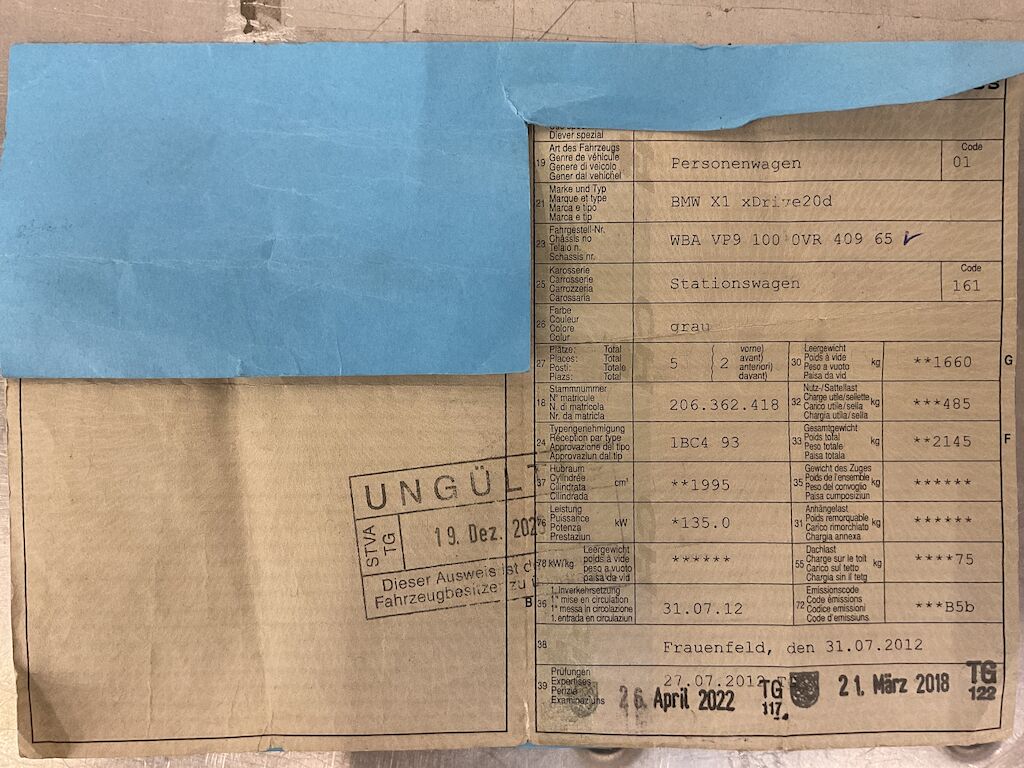 Diever spezial
19 Art des Fahrzeugs
Genre de véhicule
Genere di veicolo
Gener dal vehichel
Personenwagen
Code
01
21 Marke und Typ
Marque et type
Marca e tipo
Marca e tip
BMW X1 xDrive20d
23 Fahrgestell-Nr.
Châssis no
Telaio n.
Schassis nr.
WBA VP9 100 0VR 409 65
25 Karosserie
Carrosserie
Carrozzeria
Carossaria
Stationswagen
Code
161
26 Farbe
Couleur
Colore
Colur
grau
27 Plätze: Total
Places: Total
Posti: Totale
Plazs: Total
5
2
vorne)
avant)
anteriori)
davant)
30 Leergewicht
Poids à vide
Peso a vuoto
Paisa da vid
kg
**1660
G
18 Stammnummer
N° matricule
N. di matricola
Nr. da matricla
206.362.418
32 Nutz-/Sattellast
Charge utile/sellette
Carico utile/sella
Chargia utila/sella
kg
***485
24 Typengenehmigung
Réception par type
Approvazione del tipo
Approvaziun dal tip
1BC4 93
33 Gesamtgewicht
Poids total
Peso totale
Paisa totala
kg
**2145
F
37 Hubraum
Cylindrée
Cilindrata
Cilindrada
cm³
**1995
35 Gewicht des Zuges
Poids de l'ensemble
Peso del convoglio
Paisa cumposiziun
kg
******
76 Leistung
Puissance
Potenza
Prestaziun
kW
*135.0
31 Anhängelast
Poids remorquable
Carico rimorchiato
Chargia annexa
kg
******
78 kW/kg
Leergewicht
poids à vide
peso a vuoto
paisa da vid
******
55 Dachlast
Charge sur le toit
Carico sul tetto
Chargia sin il tetg
kg
****75
B
36 1. Inverkehrsetzung
1re mise en circulation
1a messa in circolazione
1. entrada en circulaziun
31.07.12
72 Emissionscode
Code émissions
Codice emissioni
Code d'emissiuns
***B5b
38
Frauenfeld, den 31.07.2012
39 Prüfungen
Expertises
Perizia
Examinaziuns
27.07.2012
26. April 2022
TG
117
21. März 2018
TG
122
UNGÜLT
STVA
TG
19. Dez. 202
Dieser Ausweis ist d
Fahrzeugbesitzer zu